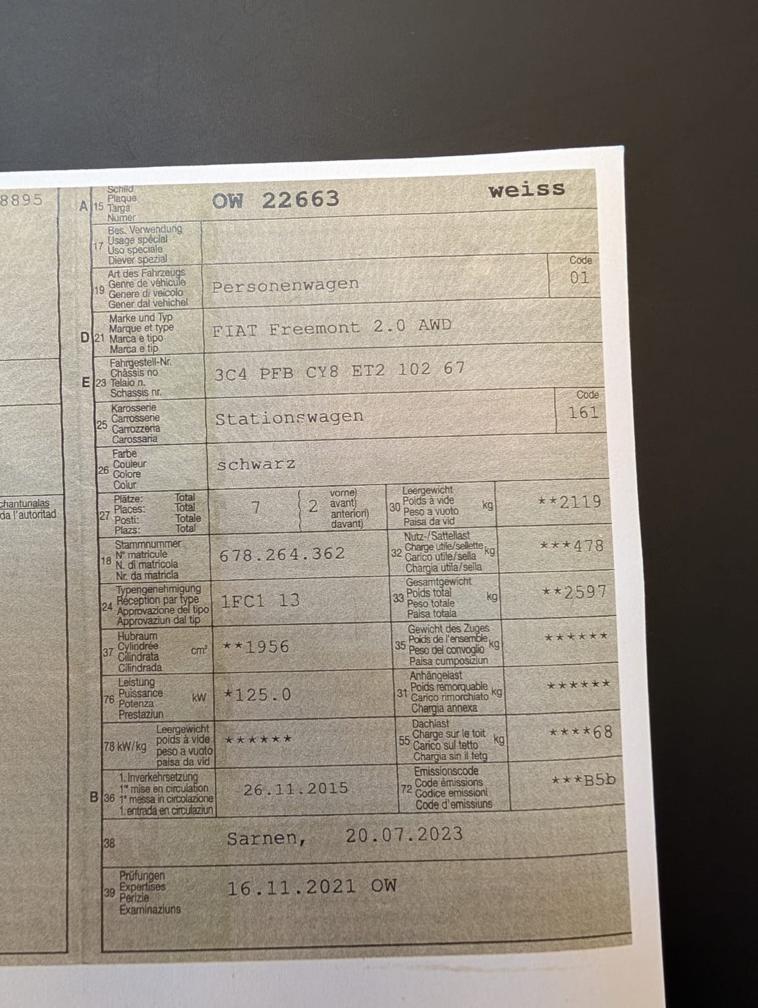 8895
A 15 Schild
Plaque
Targa
Numer
OW 22663 weiss
17 Bes. Verwendung
Usage spécial
Uso speciale
Diever spezial
19 Art des Fahrzeugs
Genre de véhicule
Genere di veicolo
Gener dal vehichel
Personenwagen
Code
01
D 21 Marke und Typ
Marque et type
Marca e tipo
Marca e tip
FIAT Freemont 2.0 AWD
E 23 Fahrgestell-Nr.
Châssis no
Telaio n.
Schassis nr.
3C4 PFB CY8 ET2 102 67
25 Karosserie
Carrosserie
Carrozzeria
Carossaria
Stationswagen
Code
161
26 Farbe
Couleur
Colore
Colur
schwarz
chantunalas
da l'autoritad
27 Plätze: Total
Places: Total
Posti: Totale
Plazs: Total
7
2 vorne)
avant)
anteriori)
davant)
30 Leergewicht
Poids à vide
Peso a vuoto
Paisa da vid
kg
**2119
18 Stammnummer
N° matricule
N. di matricola
Nr. da matricla
678.264.362
32 Nutz-/Sattellast
Charge utile/sellette
Carico utile/sella
Chargia utila/sella
kg
***478
24 Typengenehmigung
Réception par type
Approvazione del tipo
Approvaziun dal tip
1FC1 13
33 Gesamtgewicht
Poids total
Peso totale
Paisa totala
kg
**2597
37 Hubraum
Cylindrée
Cilindrata
Cilindrada
cm³
**1956
35 Gewicht des Zuges
Poids de l'ensemble
Peso del convoglio
Paisa cumposiziun
kg
******
76 Leistung
Puissance
Potenza
Prestaziun
kW
*125.0
31 Anhängelast
Poids remorquable
Carico rimorchiato
Chargia annexa
kg
******
78 kW/kg Leergewicht
poids à vide
peso a vuoto
paisa da vid
******
55 Dachlast
Charge sur le toit
Carico sul tetto
Chargia sin il tetg
kg
****68
B 36 1. Inverkehrsetzung
1re mise en circulation
1a messa in circolazione
1. entrada en circulaziun
26.11.2015
72 Emissionscode
Code émissions
Codice emissioni
Code d'emissiuns
***B5b
38 Sarnen, 20.07.2023
39 Prüfungen
Expertises
Perizie
Examinaziuns
16.11.2021 OW